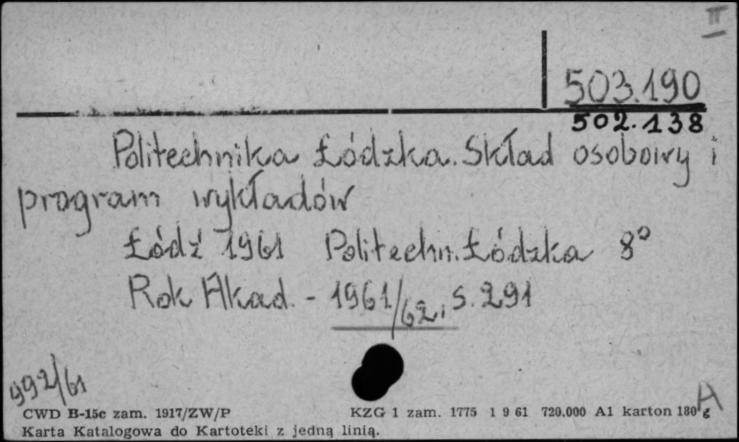 II
503.190
502.138
Politechnika Łódzka. Skład osobowy i
program wykładów
Łódź 1961 Politechn. Łódzka 8°
Rok Akad. - 1961/62, s. 291
992/61
A
CWD B-15c zam. 1917/ZW/P KZG 1 zam. 1775 1 9 61 720.000 A1 karton 180 g
Karta Katalogowa do Kartoteki z jedną linią.